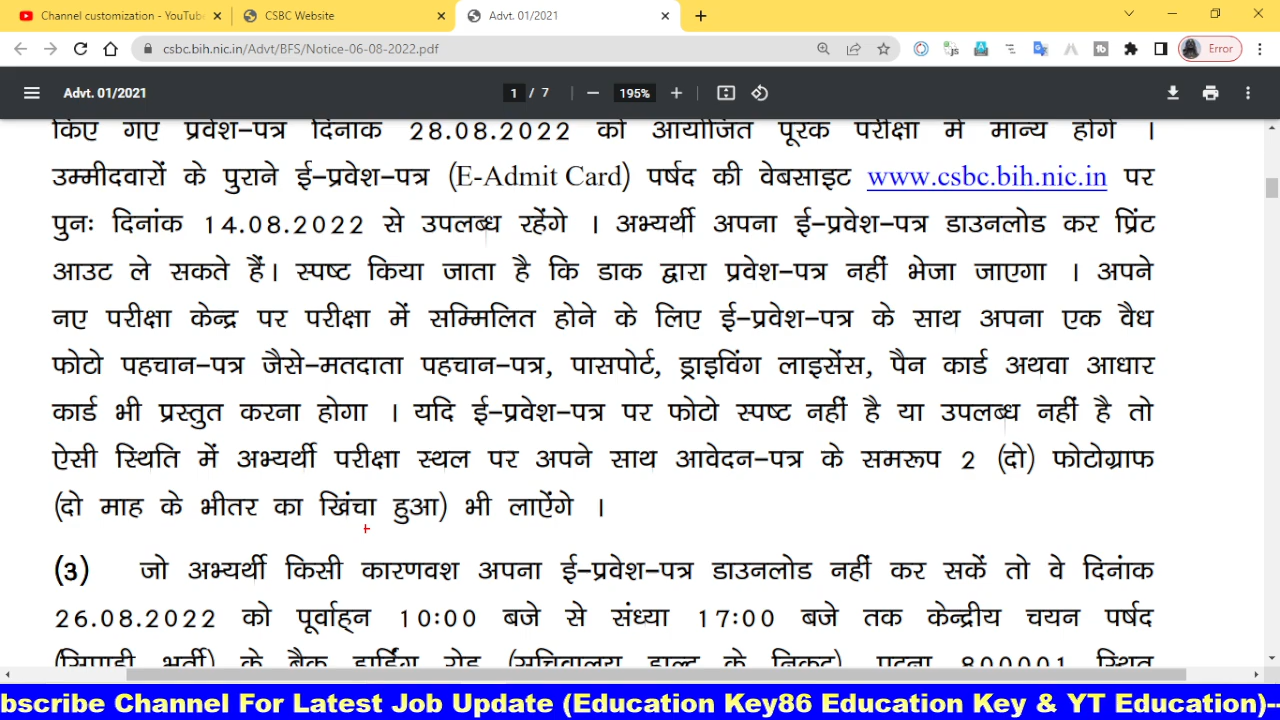 Channel customization - YouTube
CSBC Website
Advt. 01/2021
csbc.bih.nic.in/Advt/BFS/Notice-06-08-2022.pdf
Error
Advt. 01/2021
1 / 7
195%
किए गए प्रवेश-पत्र दिनांक 28.08.2022 को आयोजित पूरक परीक्षा में मान्य होंगे ।
उम्मीदवारों के पुराने ई-प्रवेश-पत्र (E-Admit Card) पर्षद की वेबसाइट www.csbc.bih.nic.in पर
पुनः दिनांक 14.08.2022 से उपलब्ध रहेंगे । अभ्यर्थी अपना ई-प्रवेश-पत्र डाउनलोड कर प्रिंट
आउट ले सकते हैं। स्पष्ट किया जाता है कि डाक द्वारा प्रवेश-पत्र नहीं भेजा जाएगा । अपने
नए परीक्षा केन्द्र पर परीक्षा में सम्मिलित होने के लिए ई-प्रवेश-पत्र के साथ अपना एक वैध
फोटो पहचान-पत्र जैसे-मतदाता पहचान-पत्र, पासपोर्ट, ड्राइविंग लाइसेंस, पैन कार्ड अथवा आधार
कार्ड भी प्रस्तुत करना होगा । यदि ई-प्रवेश-पत्र पर फोटो स्पष्ट नहीं है या उपलब्ध नहीं है तो
ऐसी स्थिति में अभ्यर्थी परीक्षा स्थल पर अपने साथ आवेदन-पत्र के समरूप 2 (दो) फोटोग्राफ
(दो माह के भीतर का खिंचा हुआ) भी लाऐंगे ।
(3) जो अभ्यर्थी किसी कारणवश अपना ई-प्रवेश-पत्र डाउनलोड नहीं कर सकें तो वे दिनांक
26.08.2022 को पूर्वाह्न 10:00 बजे से संध्या 17:00 बजे तक केन्द्रीय चयन पर्षद
(सिपाही भर्ती) के बैक हार्डिंग रोड (सचिवालय हाल्ट के निकट), पटना 800001 स्थित
bscribe Channel For Latest Job Update (Education Key86 Education Key & YT Education)--